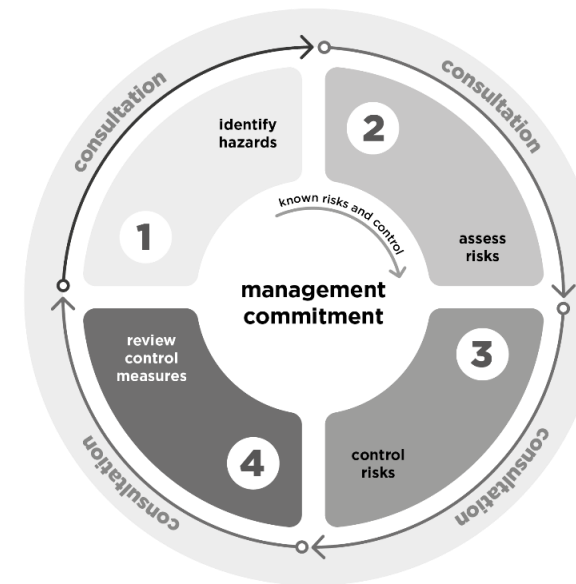 consultation
consultation
identify
hazards
1
2
assess
risks
known risks and control
management
commitment
review
control
measures
4
3
control
risks
consultation
consultation